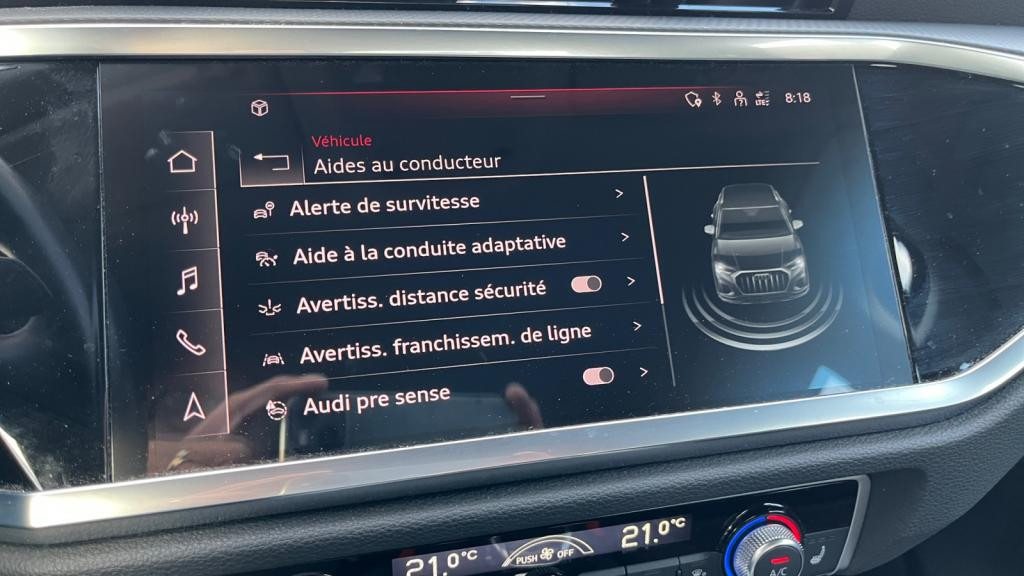 8:18
Véhicule
Aides au conducteur
Alerte de survitesse
Aide à la conduite adaptative
Avertiss. distance sécurité
Avertiss. franchissem. de ligne
Audi pre sense
21.0°C
PUSH OFF
21.0°C
A/C